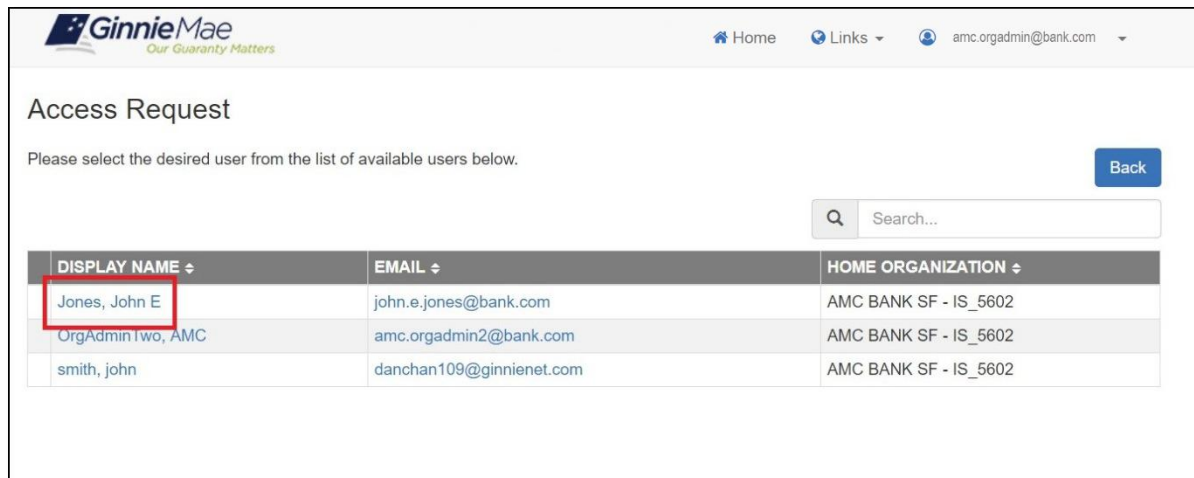 GinnieMae
Our Guaranty Matters
Home Links amc.orgadmin@bank.com
Access Request
Please select the desired user from the list of available users below.
Back
Search...
DISPLAY NAME EMAIL HOME ORGANIZATION
Jones, John E john.e.jones@bank.com AMC BANK SF - IS_5602
OrgAdminTwo, AMC amc.orgadmin2@bank.com AMC BANK SF - IS_5602
smith, john danchan109@ginnienet.com AMC BANK SF - IS_5602